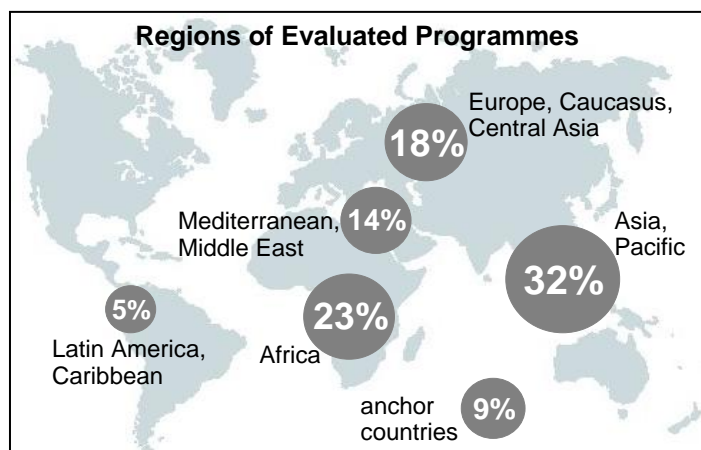 Regions of Evaluated Programmes
Europe, Caucasus,
Central Asia
18%
Mediterranean,
Middle East
14%
Asia,
Pacific
32%
5%
Latin America,
Caribbean
23%
Africa
anchor
countries
9%